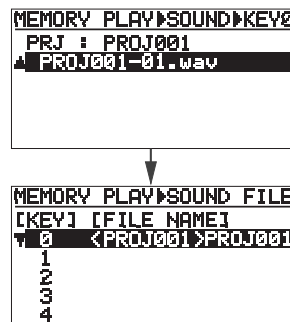 MEMORY PLAY▶SOUND▶KEY0
PRJ : PROJ001
PROJ001-01.wav
MEMORY PLAY▶SOUND FILE
[KEY] [FILE NAME]
0 <PROJ001>PROJ001
1
2
3
4